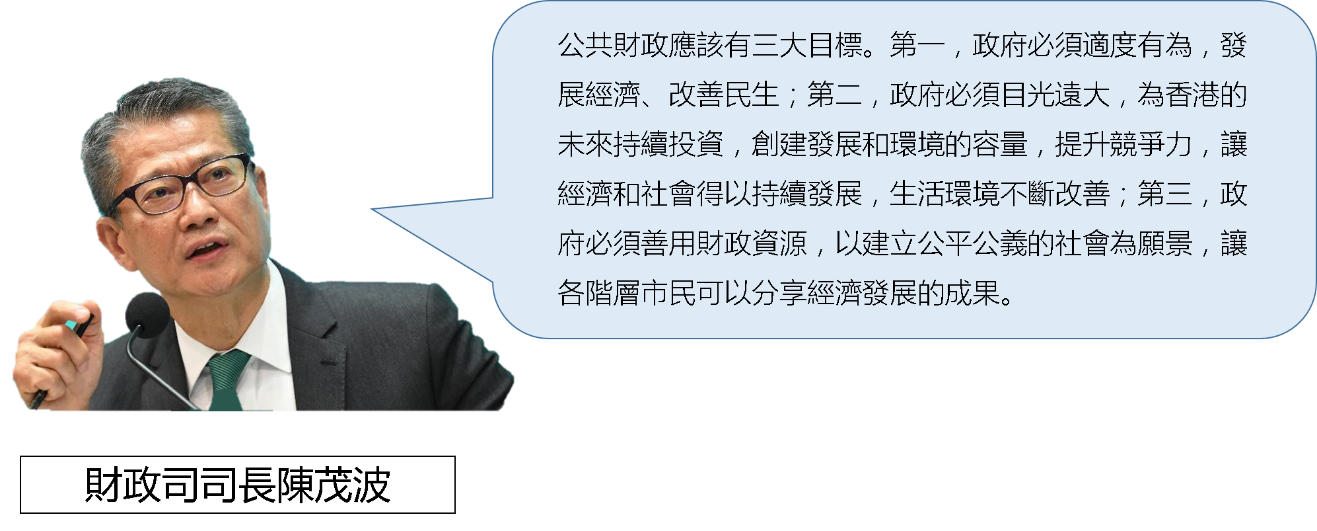 公共財政應該有三大目標。第一，政府必須適度有為，發
展經濟、改善民生；第二，政府必須目光遠大，為香港的
未來持續投資，創建發展和環境的容量，提升競爭力，讓
經濟和社會得以持續發展，生活環境不斷改善；第三，政
府必須善用財政資源，以建立公平公義的社會為願景，讓
各階層市民可以分享經濟發展的成果。
財政司司長陳茂波